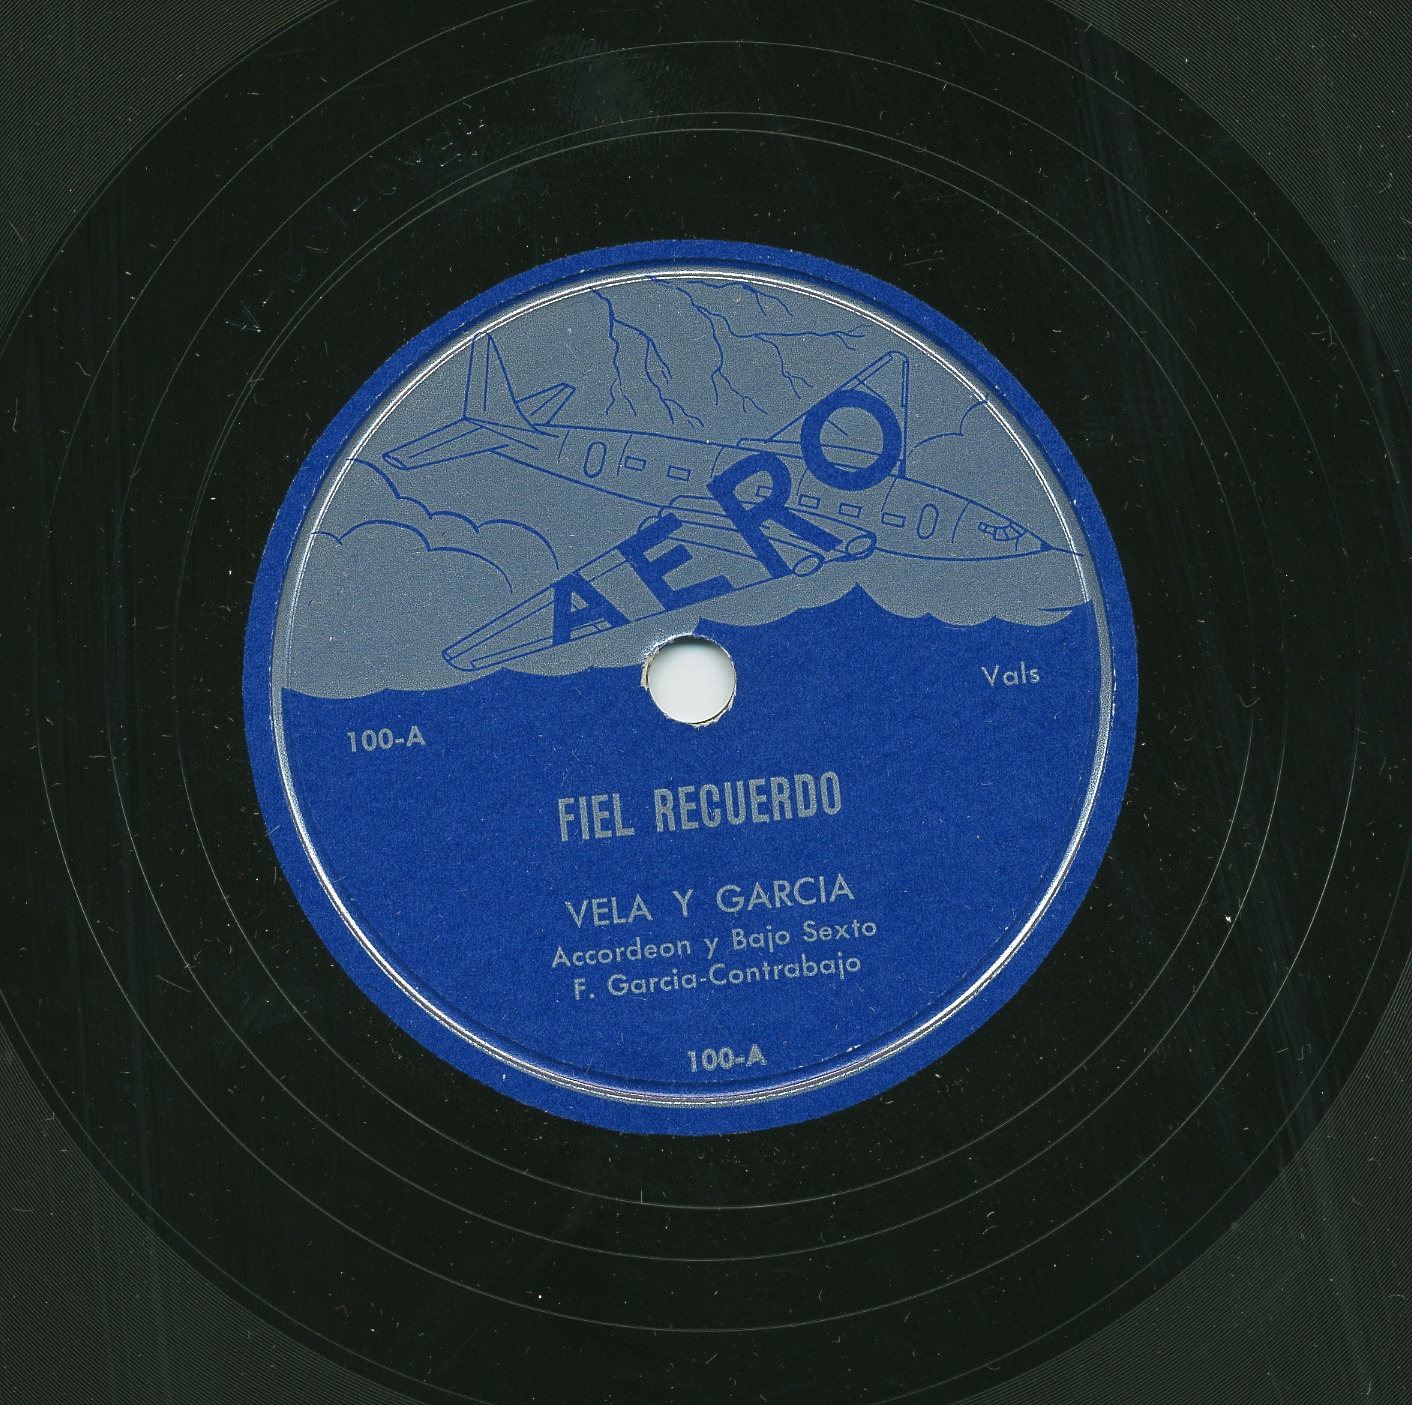 AERO
Vals
100-A
FIEL RECUERDO
VELA Y GARCIA
Accordeon y Bajo Sexto
F. Garcia-Contrabajo
100-A